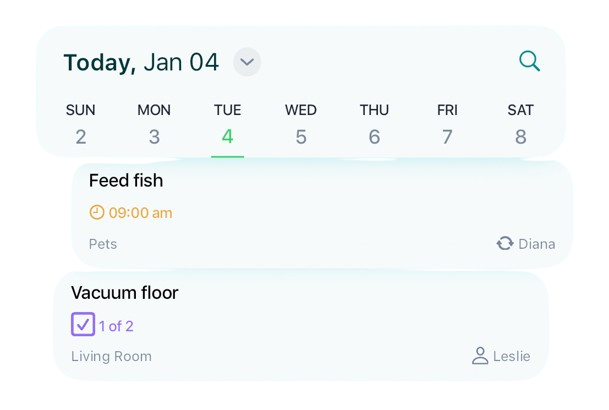 Today, Jan 04
SUN MON TUE WED THU FRI SAT
2 3 4 5 6 7 8
Feed fish
09:00 am
Pets Diana
Vacuum floor
1 of 2
Living Room Leslie